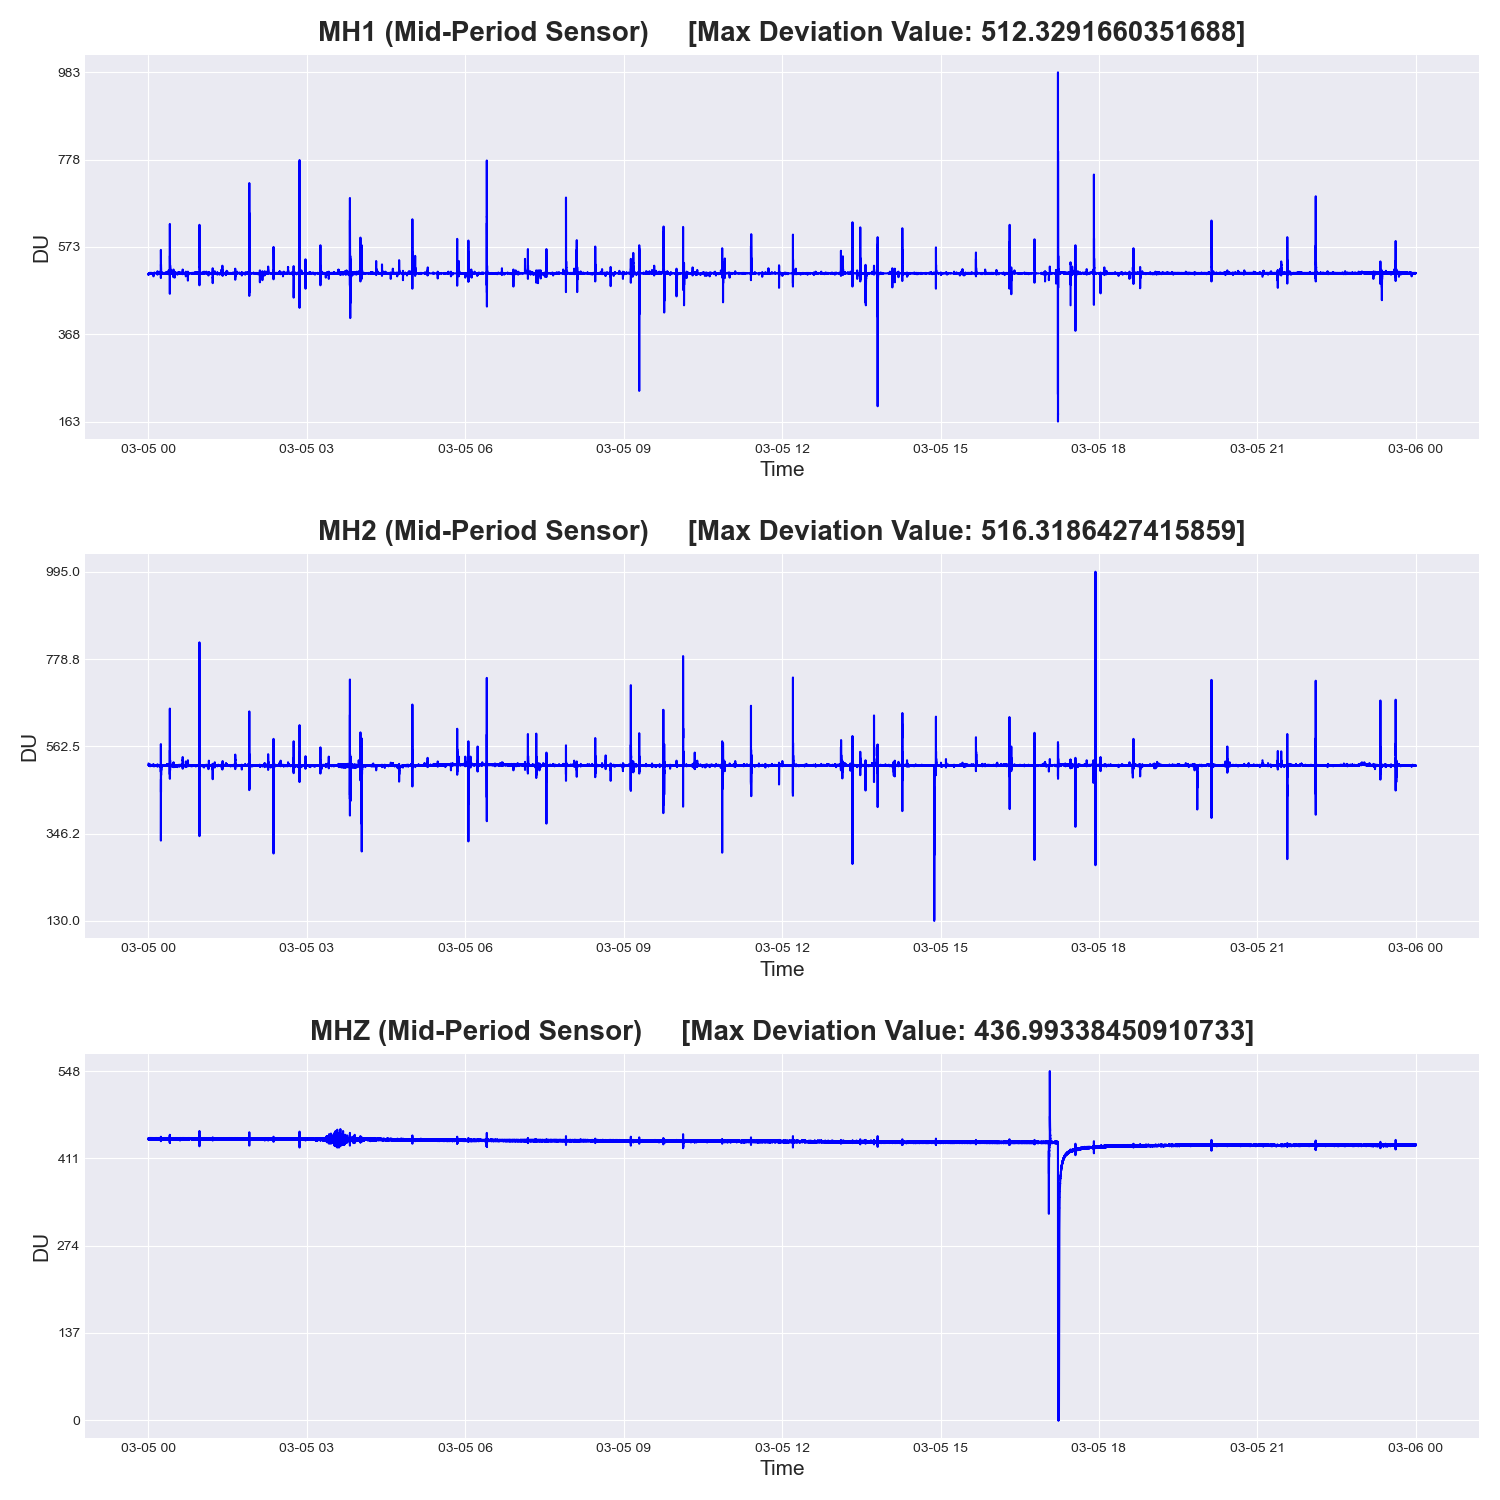 MH1 (Mid-Period Sensor) [Max Deviation Value: 512.3291660351688]
983
778
573
368
163
DU
03-05 00 03-05 03 03-05 06 03-05 09 03-05 12 03-05 15 03-05 18 03-05 21 03-06 00
Time
MH2 (Mid-Period Sensor) [Max Deviation Value: 516.3186427415859]
995.0
778.8
562.5
346.2
130.0
DU
03-05 00 03-05 03 03-05 06 03-05 09 03-05 12 03-05 15 03-05 18 03-05 21 03-06 00
Time
MHZ (Mid-Period Sensor) [Max Deviation Value: 436.99338450910733]
548
411
274
137
0
DU
03-05 00 03-05 03 03-05 06 03-05 09 03-05 12 03-05 15 03-05 18 03-05 21 03-06 00
Time